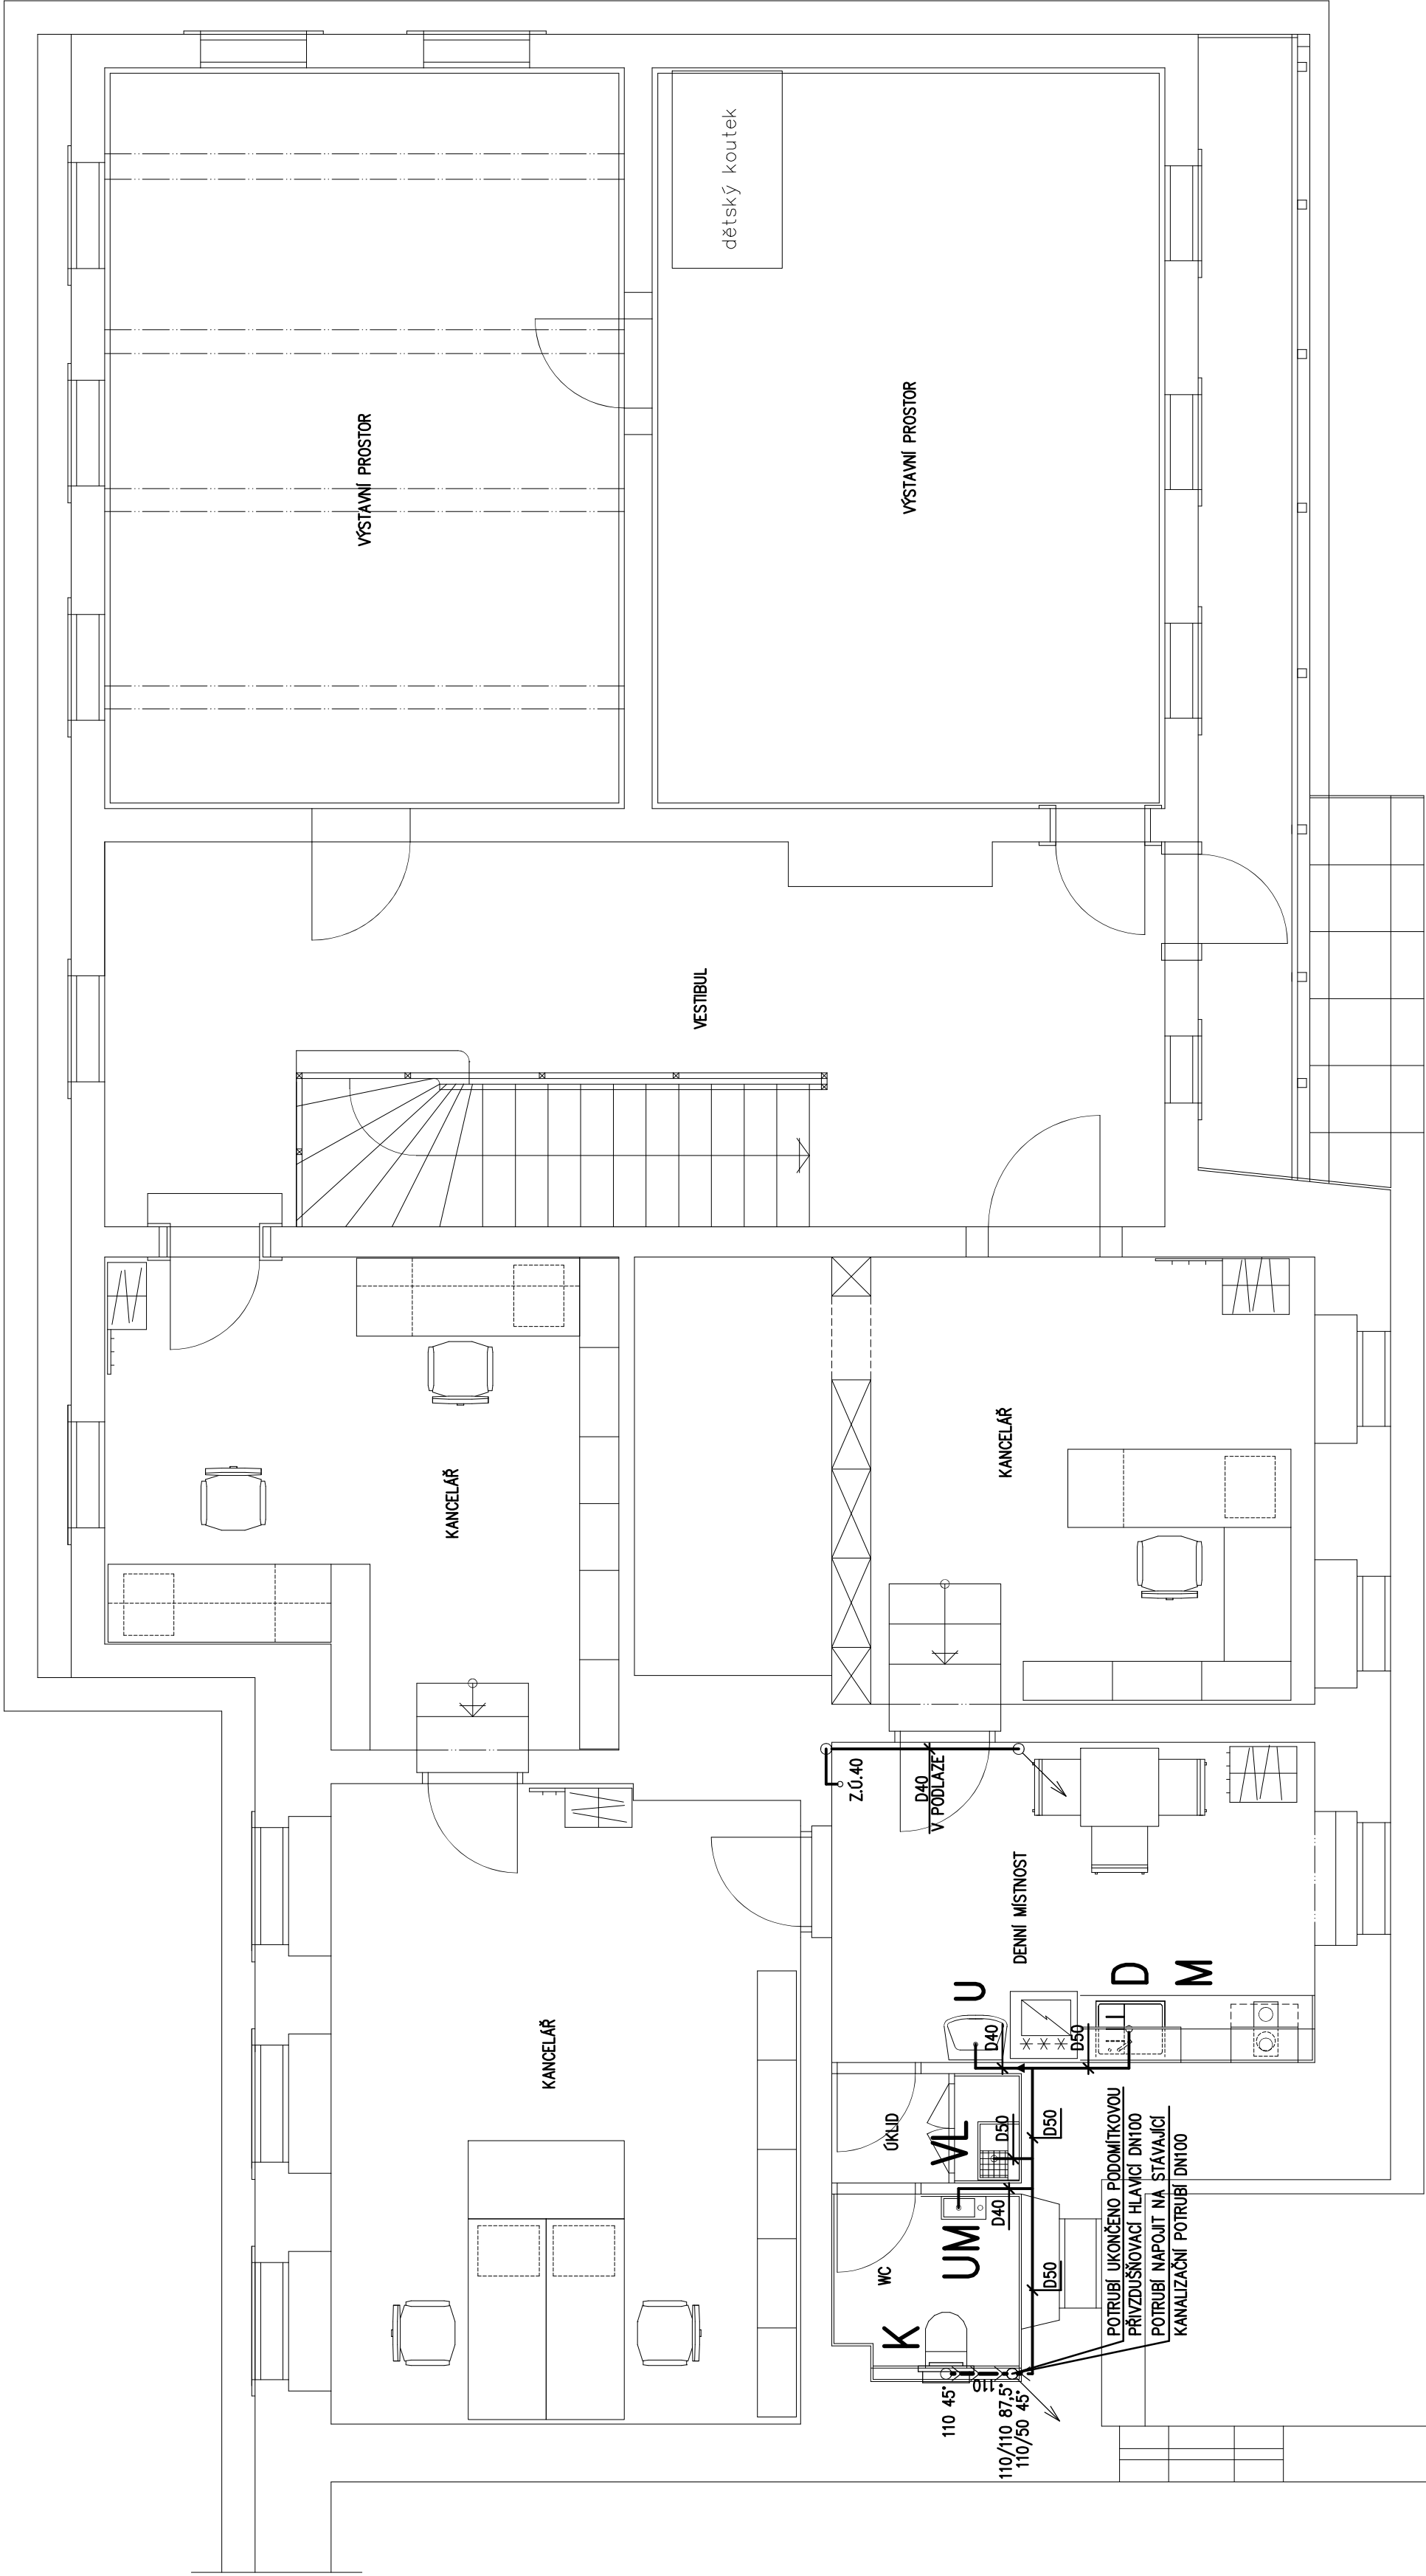 dětský koutek
VÝSTAVNÍ PROSTOR
VÝSTAVNÍ PROSTOR
VESTIBUL
KANCELÁŘ
KANCELÁŘ
Z.Ú.40
D40
V PODLAZE
DENNÍ MÍSTNOST
U
D
M
D40
D50
KANCELÁŘ
ÚKLID
VL
D50
D50
WC
UM
D40
D50
K
POTRUBÍ UKONČENO PODOMÍTKOVOU
PŘIVZDUŠŇOVACÍ HLAVICÍ DN100
POTRUBÍ NAPOJIT NA STÁVAJÍCÍ
KANALIZAČNÍ POTRUBÍ DN100
110
110 45°
110/110 87,5°
110/50 45°